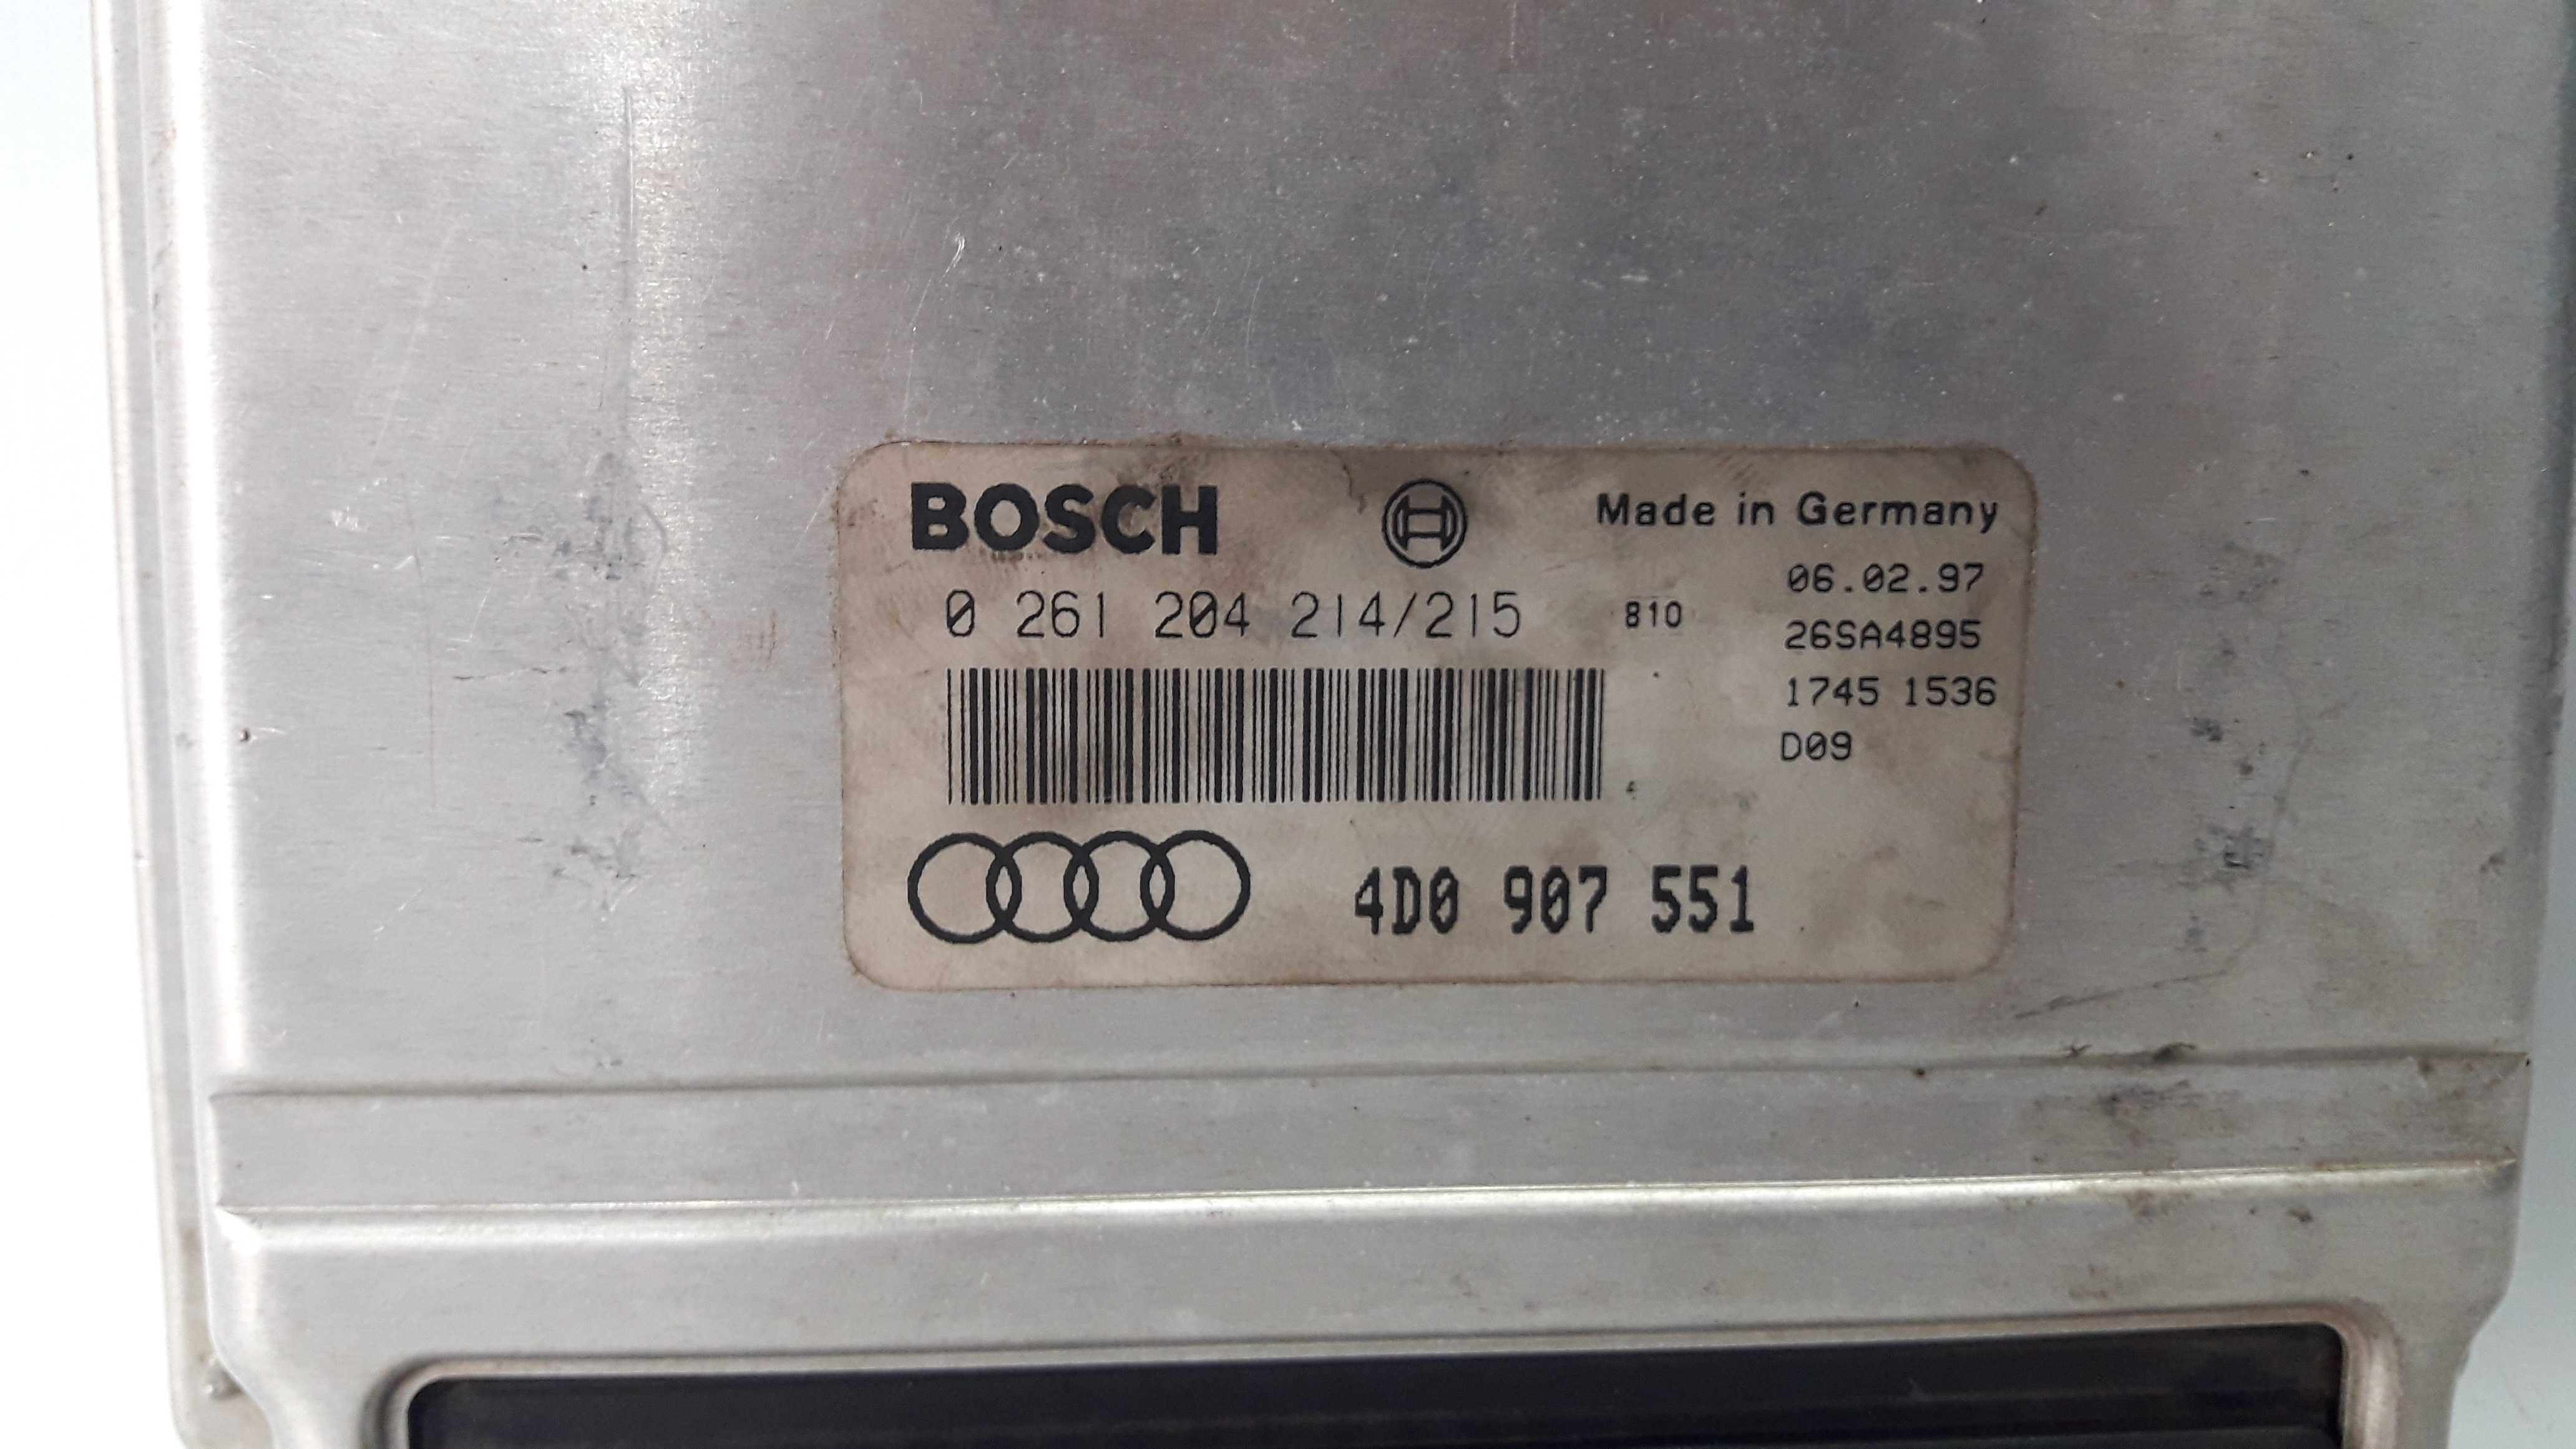 BOSCH
Made in Germany
06.02.97
0 261 204 214/215
810
26SA4895
1745 1536
D09
4D0 907 551